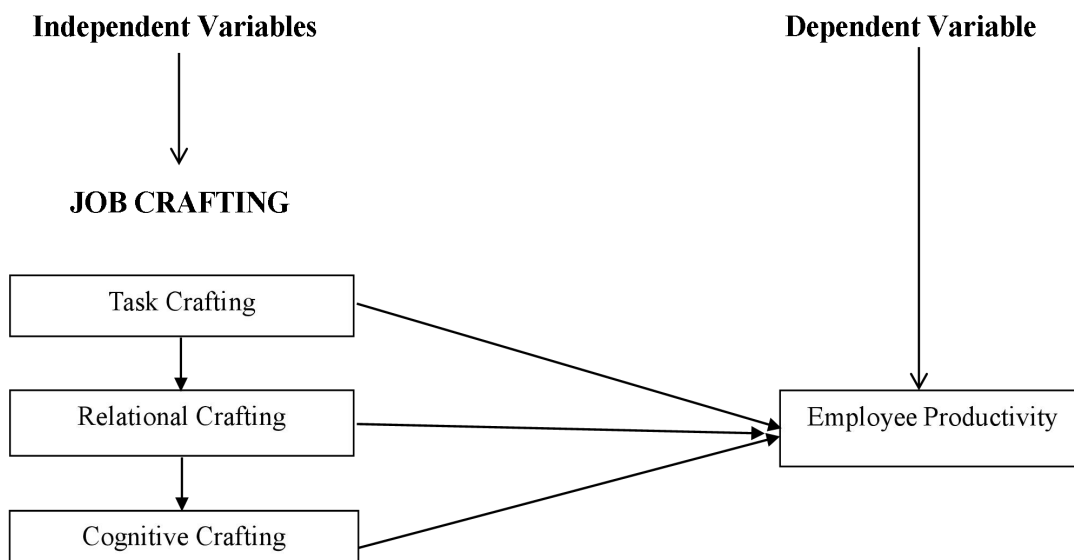 Independent Variables
Dependent Variable
JOB CRAFTING
Task Crafting
Relational Crafting
Employee Productivity
Cognitive Crafting